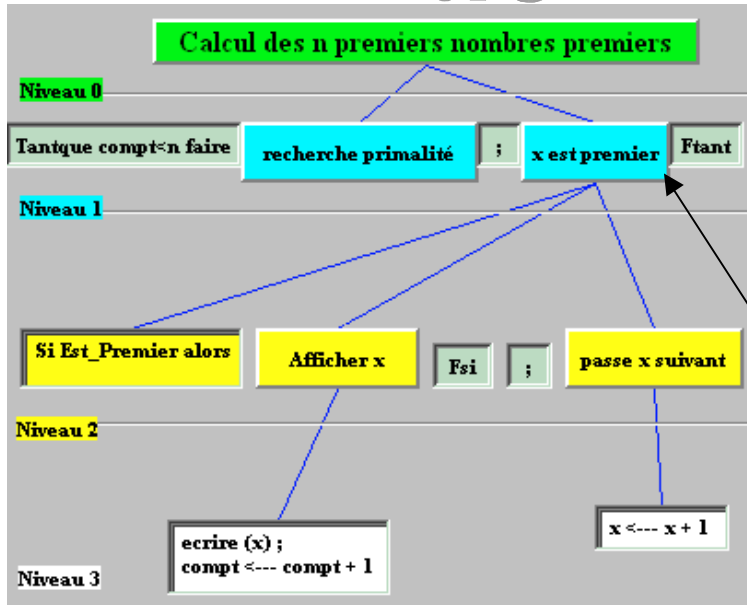 Calcul des n premiers nombres premiers
Niveau 0
Tantque compt<n faire
recherche primalité
;
x est premier
Ftant
Niveau 1
Si Est_Premier alors
Afficher x
Fsi
;
passe x suivant
Niveau 2
ecrire (x) ;
compt <--- compt + 1
x <--- x + 1
Niveau 3